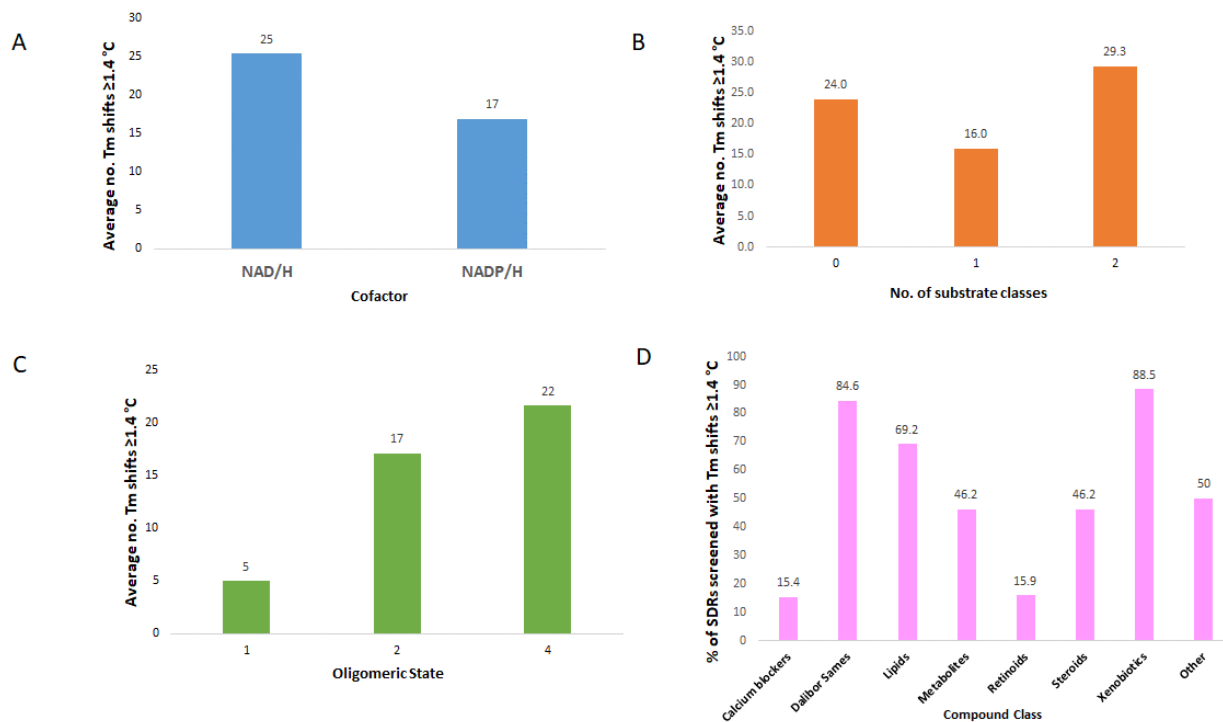 A
Average no. Tm shifts ≥1.4 °C
30
25
20
15
10
5
0
25
17
NAD/H
NADP/H
Cofactor
B
Average no. Tm shifts ≥1.4 °C
35.0
30.0
25.0
20.0
15.0
10.0
5.0
0.0
24.0
16.0
29.3
0
1
2
No. of substrate classes
C
Average no. Tm shifts ≥1.4 °C
25
20
15
10
5
0
5
17
22
1
2
4
Oligomeric State
D
% of SDRs screened with Tm shifts ≥1.4 °C
100
90
80
70
60
50
40
30
20
10
0
15.4
84.6
69.2
46.2
15.9
46.2
88.5
50
Calcium blockers
Dalibor Sames
Lipids
Metabolites
Retinoids
Steroids
Xenobiotics
Other
Compound Class